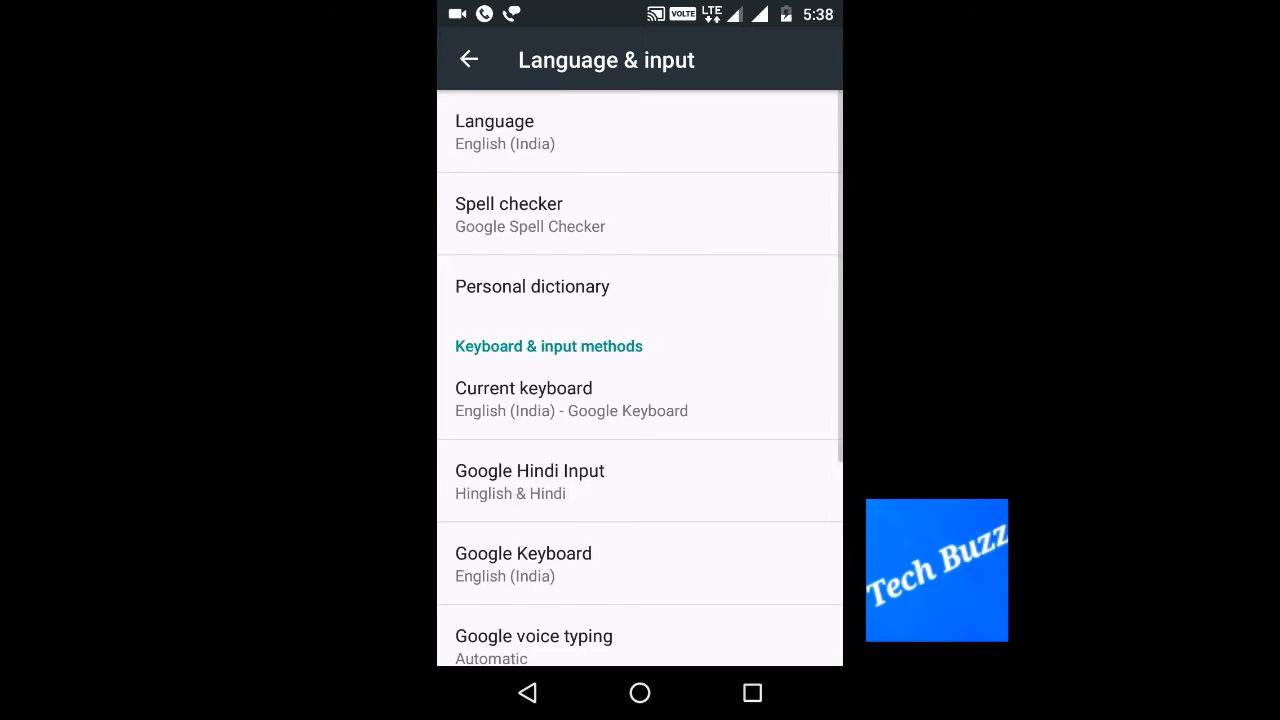 VOLTE LTE 5:38
Language & input
Language
English (India)
Spell checker
Google Spell Checker
Personal dictionary
Keyboard & input methods
Current keyboard
English (India) - Google Keyboard
Google Hindi Input
Hinglish & Hindi
Google Keyboard
English (India)
Google voice typing
Automatic
Tech Buzz